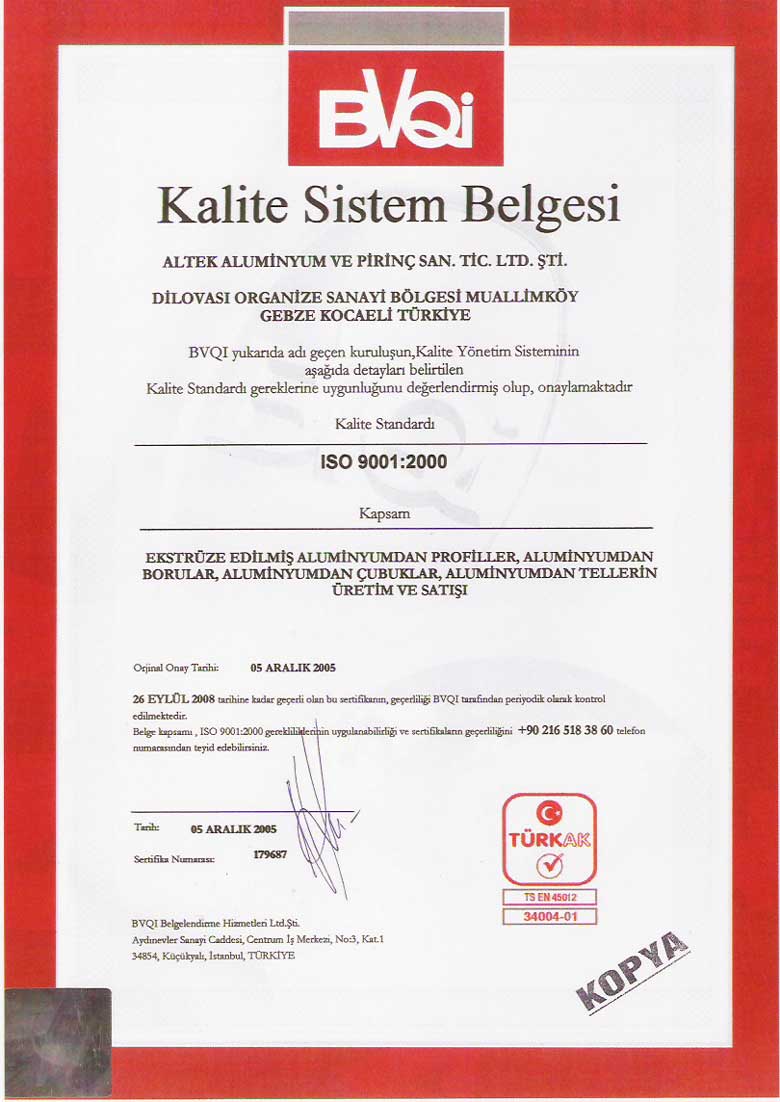 BVQi
Kalite Sistem Belgesi
ALTEK ALUMİNYUM VE PİRİNÇ SAN. TİC. LTD. ŞTİ.
DİLOVASI ORGANİZE SANAYİ BÖLGESİ MUALLİMKÖY
GEBZE KOCAELİ TÜRKİYE
BVQI yukarıda adı geçen kuruluşun,Kalite Yönetim Sisteminin
aşağıda detayları belirtilen
Kalite Standardı gereklerine uygunluğunu değerlendirmiş olup, onaylamaktadır
Kalite Standardı
ISO 9001:2000
Kapsam
EKSTRÜZE EDİLMİŞ ALUMİNYUMDAN PROFİLLER, ALUMİNYUMDAN
BORULAR, ALUMİNYUMDAN ÇUBUKLAR, ALUMİNYUMDAN TELLERİN
ÜRETİM VE SATIŞI
Orjinal Onay Tarihi: 05 ARALIK 2005
26 EYLÜL 2008 tarihine kadar geçerli olan bu sertifikanın, geçerliliği BVQI tarafından periyodik olarak kontrol
edilmektedir.
Belge kapsamı , ISO 9001:2000 gerekliliklerinin uygulanabilirliği ve sertifikaların geçerliliğini +90 216 518 38 60 telefon
numarasından teyid edebilirsiniz.
Tarih: 05 ARALIK 2005
Sertifika Numarası: 179687
TÜRKAK
TS EN 45012
34004-01
BVQI Belgelendirme Hizmetleri Ltd.Şti.
Aydınevler Sanayi Caddesi, Centrum İş Merkezi, No:3, Kat.1
34854, Küçükyalı, İstanbul, TÜRKİYE
KOPYA